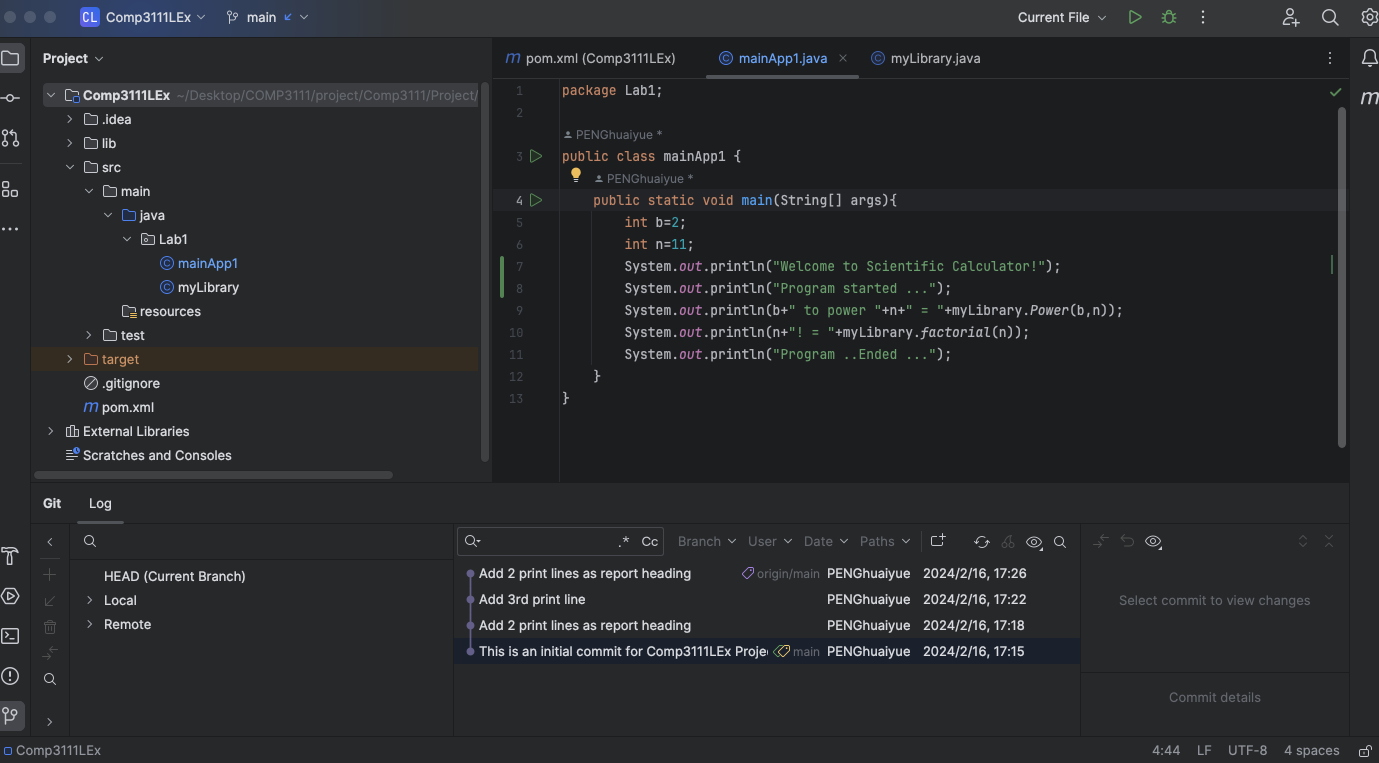 CL Comp3111LEx main Current File
Project
Comp3111LEx ~/Desktop/COMP3111/project/Comp3111/Project/
.idea
lib
src
main
java
Lab1
mainApp1
myLibrary
resources
test
target
.gitignore
m pom.xml
External Libraries
Scratches and Consoles
m pom.xml (Comp3111LEx) mainApp1.java myLibrary.java
m
1 package Lab1;
2
PENGhuaiyue *
3 public class mainApp1 {
PENGhuaiyue *
4 public static void main(String[] args){
5 int b=2;
6 int n=11;
7 System.out.println("Welcome to Scientific Calculator!");
8 System.out.println("Program started ...");
9 System.out.println(b+" to power "+n+" = "+myLibrary.Power(b,n));
10 System.out.println(n+"! = "+myLibrary.factorial(n));
11 System.out.println("Program ..Ended ...");
12 }
13 }
Git Log
HEAD (Current Branch)
Local
Remote
.* Cc Branch User Date Paths
Add 2 print lines as report heading origin/main PENGhuaiyue 2024/2/16, 17:26
Add 3rd print line PENGhuaiyue 2024/2/16, 17:22
Add 2 print lines as report heading PENGhuaiyue 2024/2/16, 17:18
This is an initial commit for Comp3111LEx Proje main PENGhuaiyue 2024/2/16, 17:15
Select commit to view changes
Commit details
Comp3111LEx 4:44 LF UTF-8 4 spaces